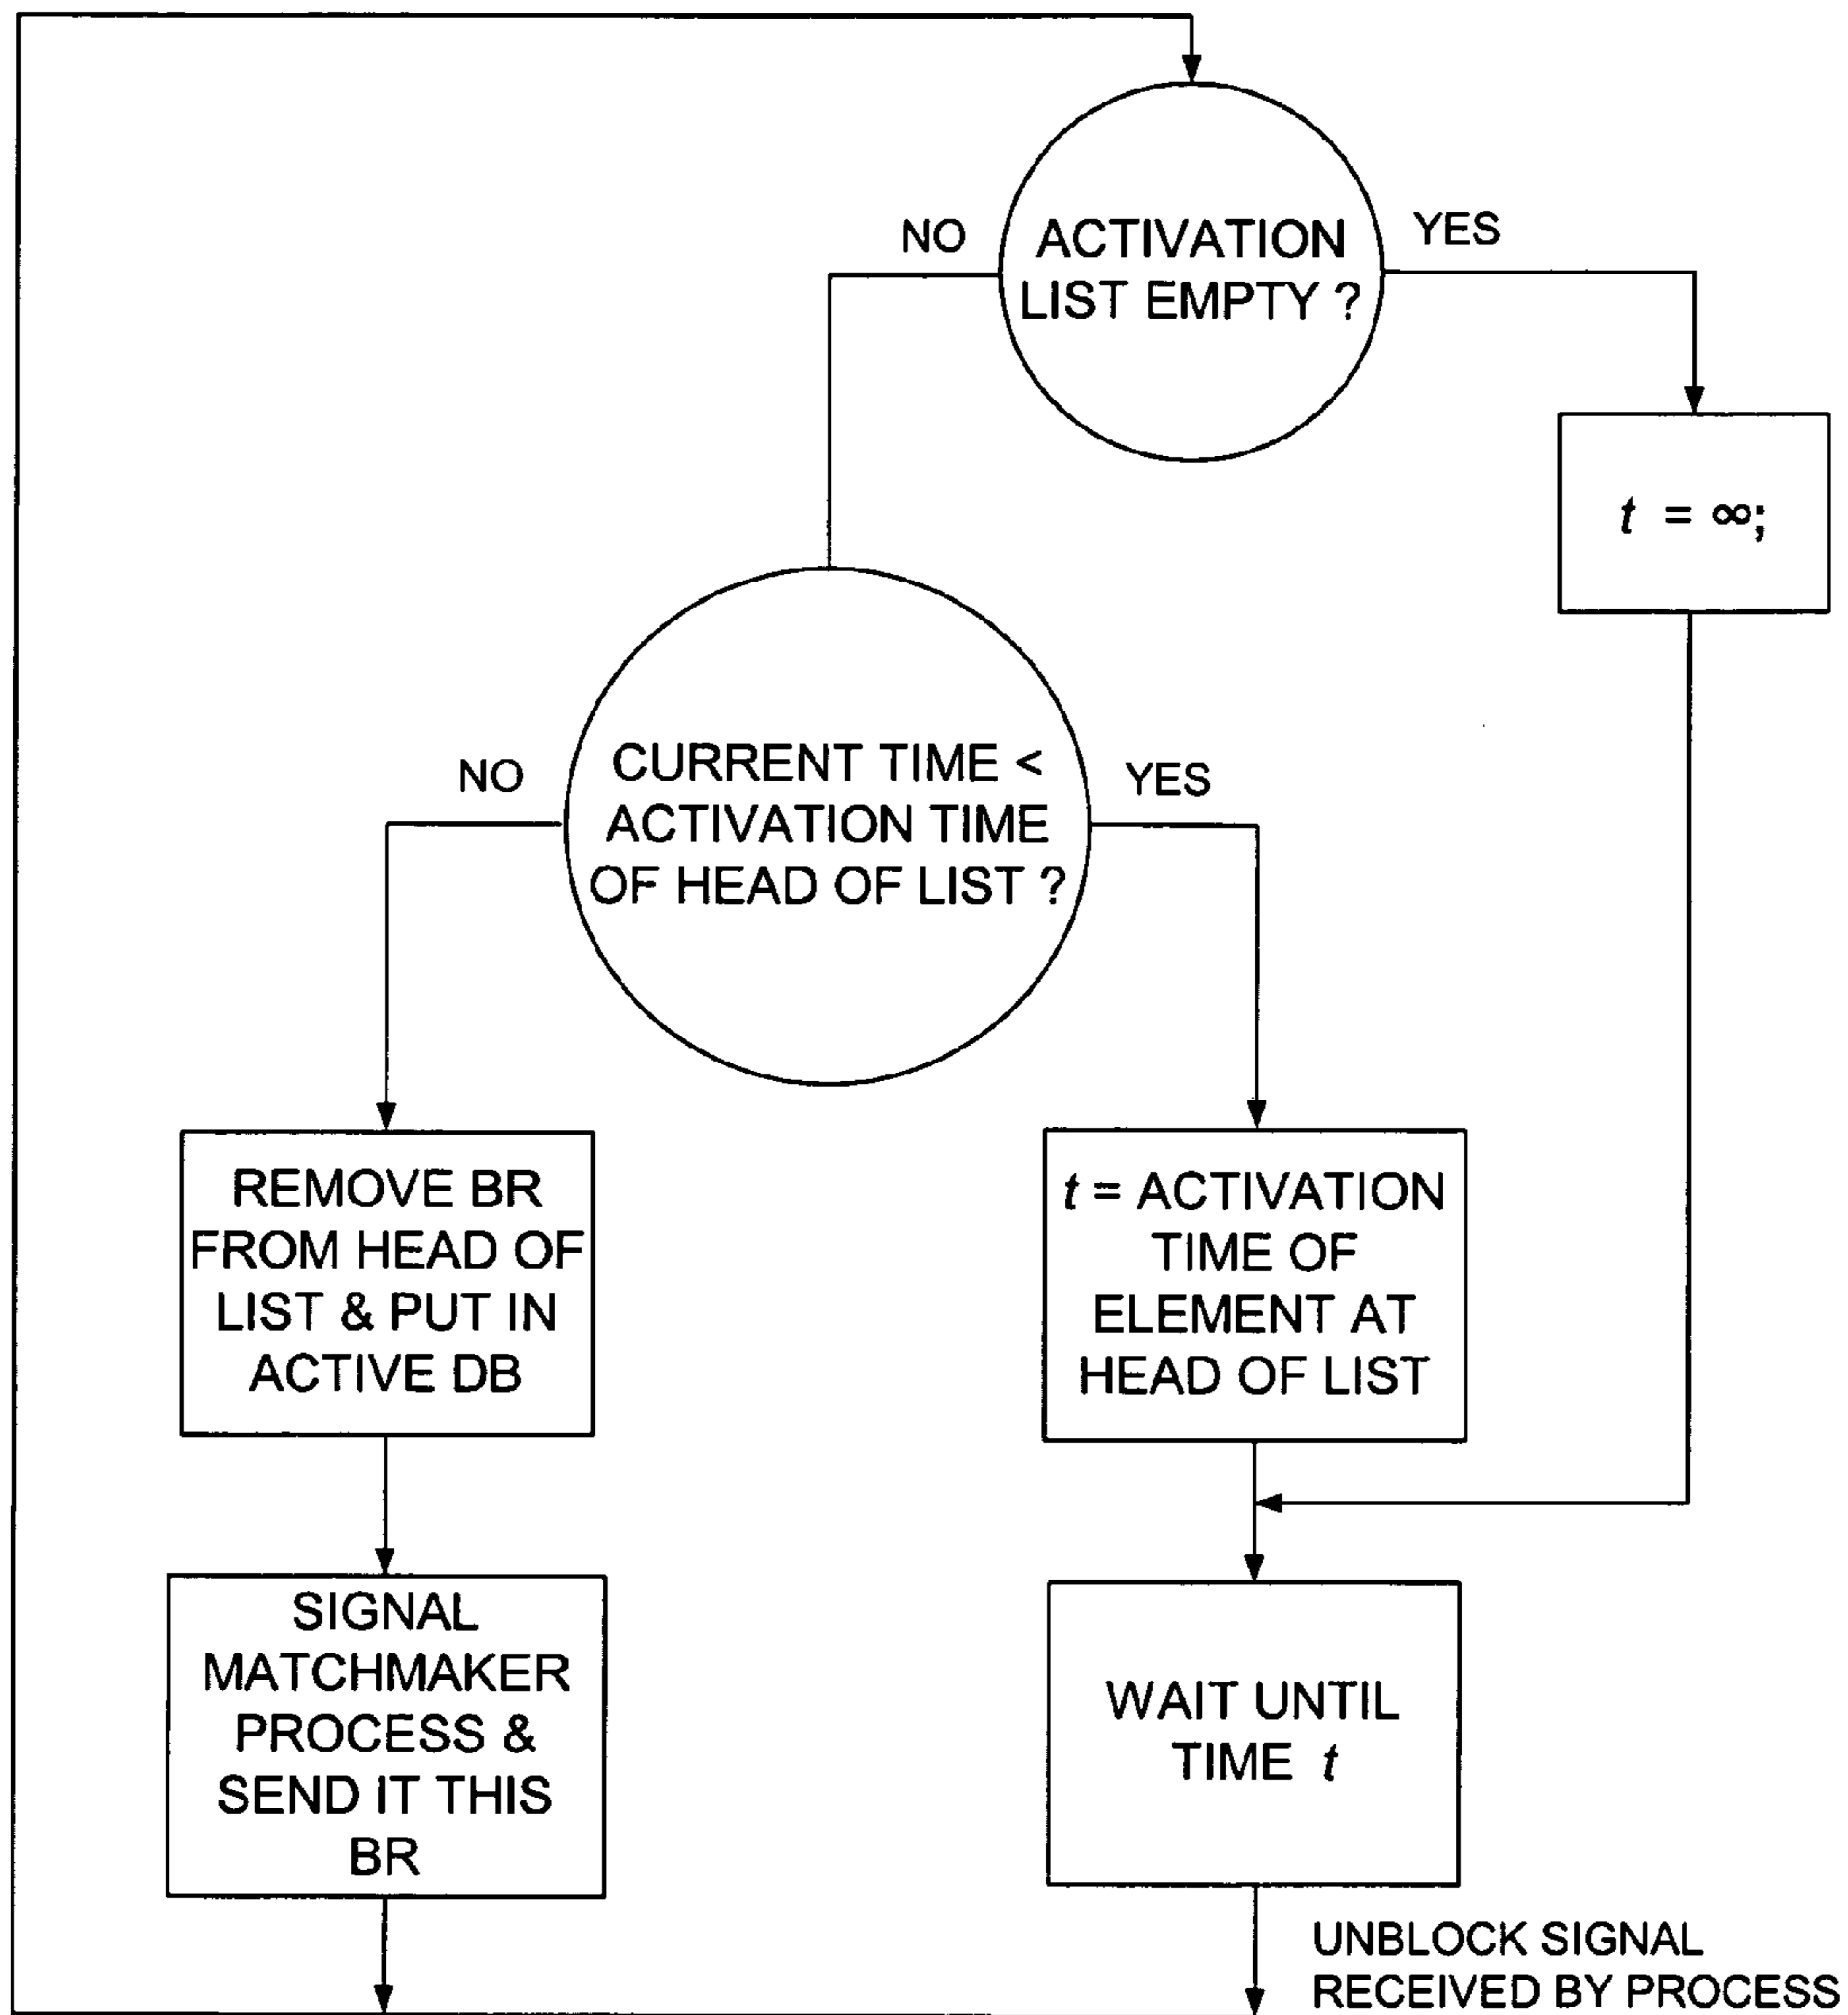 NO
ACTIVATION
LIST EMPTY ?
YES
t = ∞;
NO
CURRENT TIME <
ACTIVATION TIME
OF HEAD OF LIST ?
YES
REMOVE BR
FROM HEAD OF
LIST & PUT IN
ACTIVE DB
t = ACTIVATION
TIME OF
ELEMENT AT
HEAD OF LIST
SIGNAL
MATCHMAKER
PROCESS &
SEND IT THIS
BR
WAIT UNTIL
TIME t
UNBLOCK SIGNAL
RECEIVED BY PROCESS